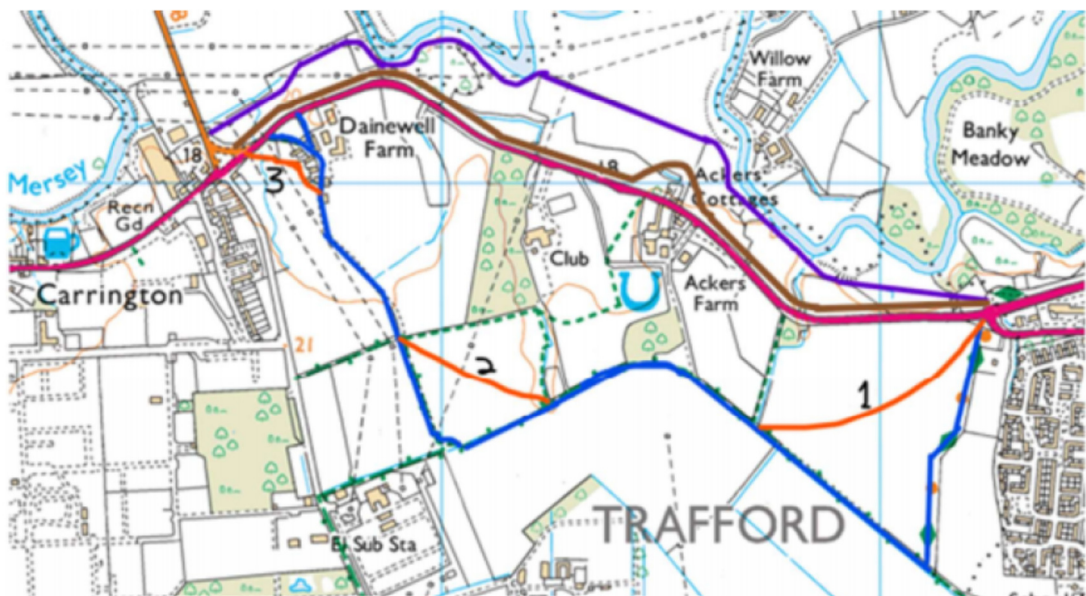 8
Willow
Farm
Banky
Meadow
Dainewell
Farm
18
Mersey
3
18
Ackers
Cottages
Recn
Gd
Club
Ackers
Farm
Carrington
21
2
1
TRAFFORD
El Sub Sta